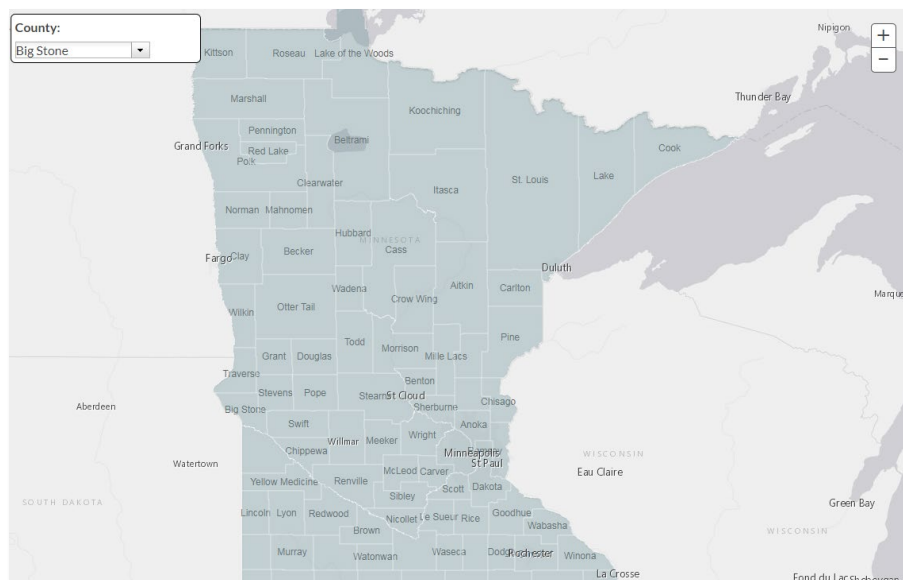 County:
Big Stone
+
−
Nipigon
Kittson
Roseau
Lake of the Woods
Thunder Bay
Marshall
Koochiching
Pennington
Beltrami
Grand Forks
Red Lake
Polk
Cook
Clearwater
Itasca
St. Louis
Lake
Norman
Mahnomen
Hubbard
MINNESOTA
Cass
Becker
Fargo
Clay
Duluth
Wadena
Aitkin
Carlton
Crow Wing
Marque
Otter Tail
Wilkin
Pine
Todd
Morrison
Mille Lacs
Grant
Douglas
Traverse
Benton
Stevens
Pope
Stearns
St Cloud
Chisago
Aberdeen
Big Stone
Sherburne
Swift
Anoka
Willmar
Meeker
Wright
Chippewa
Minneapolis
St Paul
WISCONSIN
Watertown
McLeod
Carver
Eau Claire
Yellow Medicine
Renville
Scott
Dakota
Sibley
SOUTH DAKOTA
Green Bay
Lincoln
Lyon
Redwood
Nicollet
Le Sueur
Rice
Goodhue
Wabasha
Brown
WISCONSIN
Murray
Watonwan
Waseca
Rochester
Winona
La Crosse
Fond du Lac